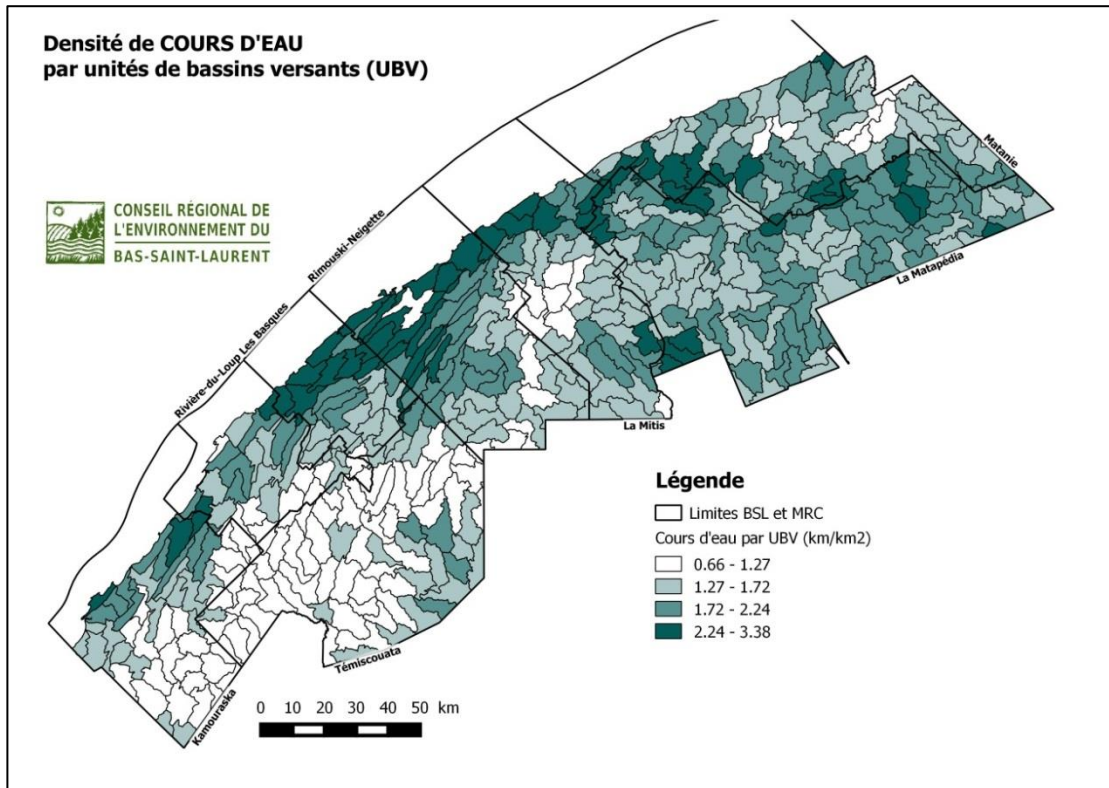 Densité de COURS D'EAU
par unités de bassins versants (UBV)
CONSEIL RÉGIONAL DE
L'ENVIRONNEMENT DU
BAS-SAINT-LAURENT
Matanie
La Matapédia
Rimouski-Neigette
Rivière-du-Loup Les Basques
La Mitis
Témiscouata
Kamouraska
Légende
Limites BSL et MRC
Cours d'eau par UBV (km/km2)
0.66 - 1.27
1.27 - 1.72
1.72 - 2.24
2.24 - 3.38
0 10 20 30 40 50 km